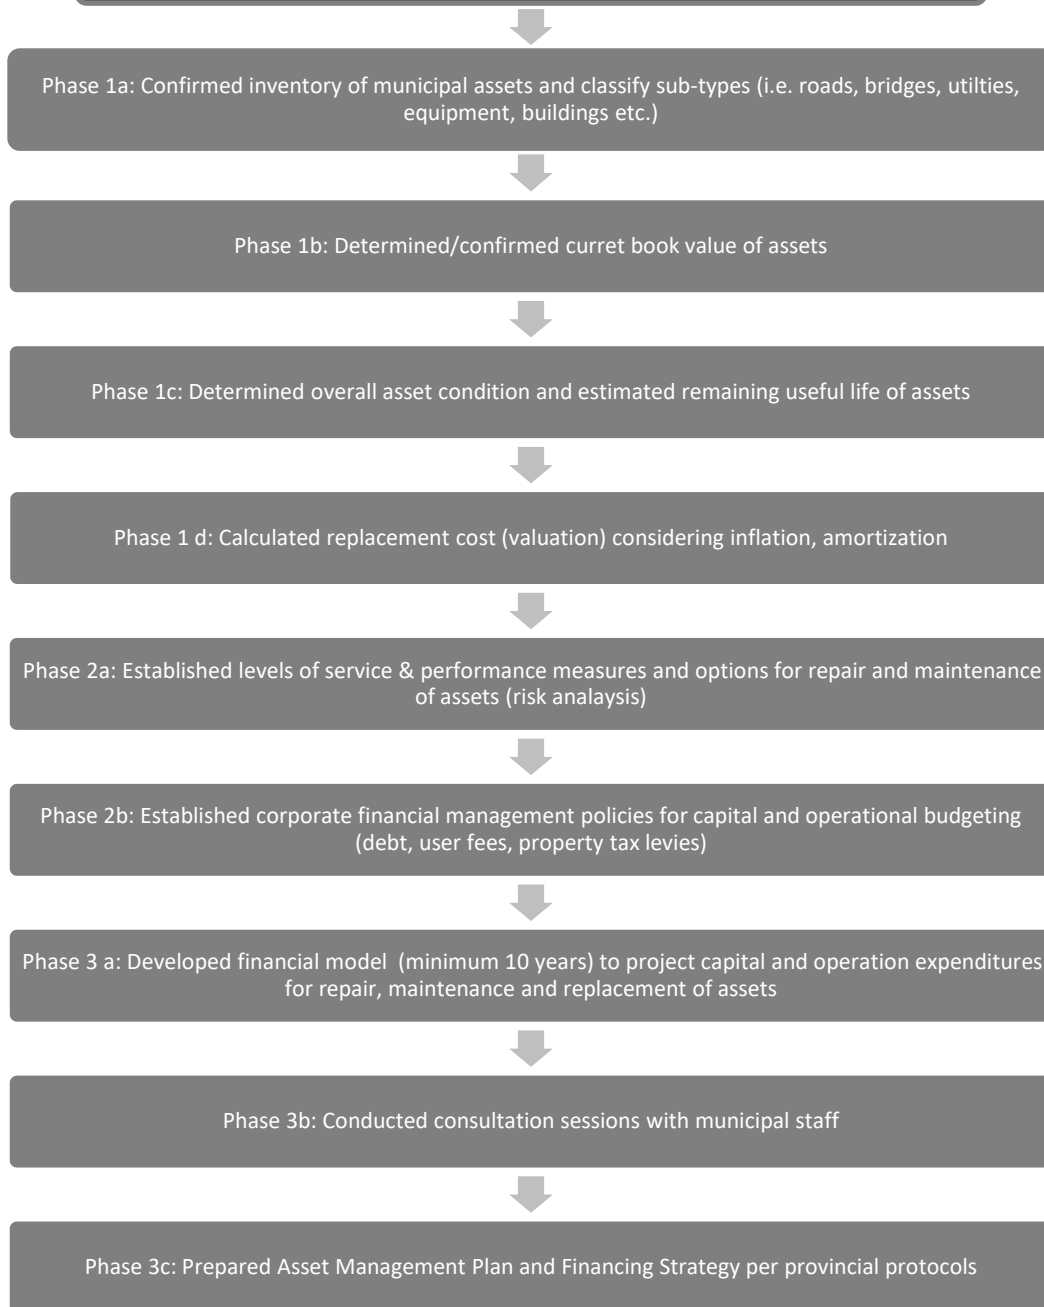 Phase 1a: Confirmed inventory of municipal assets and classify sub-types (i.e. roads, bridges, utilties,
equipment, buildings etc.)
Phase 1b: Determined/confirmed curret book value of assets
Phase 1c: Determined overall asset condition and estimated remaining useful life of assets
Phase 1 d: Calculated replacement cost (valuation) considering inflation, amortization
Phase 2a: Established levels of service & performance measures and options for repair and maintenance
of assets (risk analaysis)
Phase 2b: Established corporate financial management policies for capital and operational budgeting
(debt, user fees, property tax levies)
Phase 3 a: Developed financial model (minimum 10 years) to project capital and operation expenditures
for repair, maintenance and replacement of assets
Phase 3b: Conducted consultation sessions with municipal staff
Phase 3c: Prepared Asset Management Plan and Financing Strategy per provincial protocols